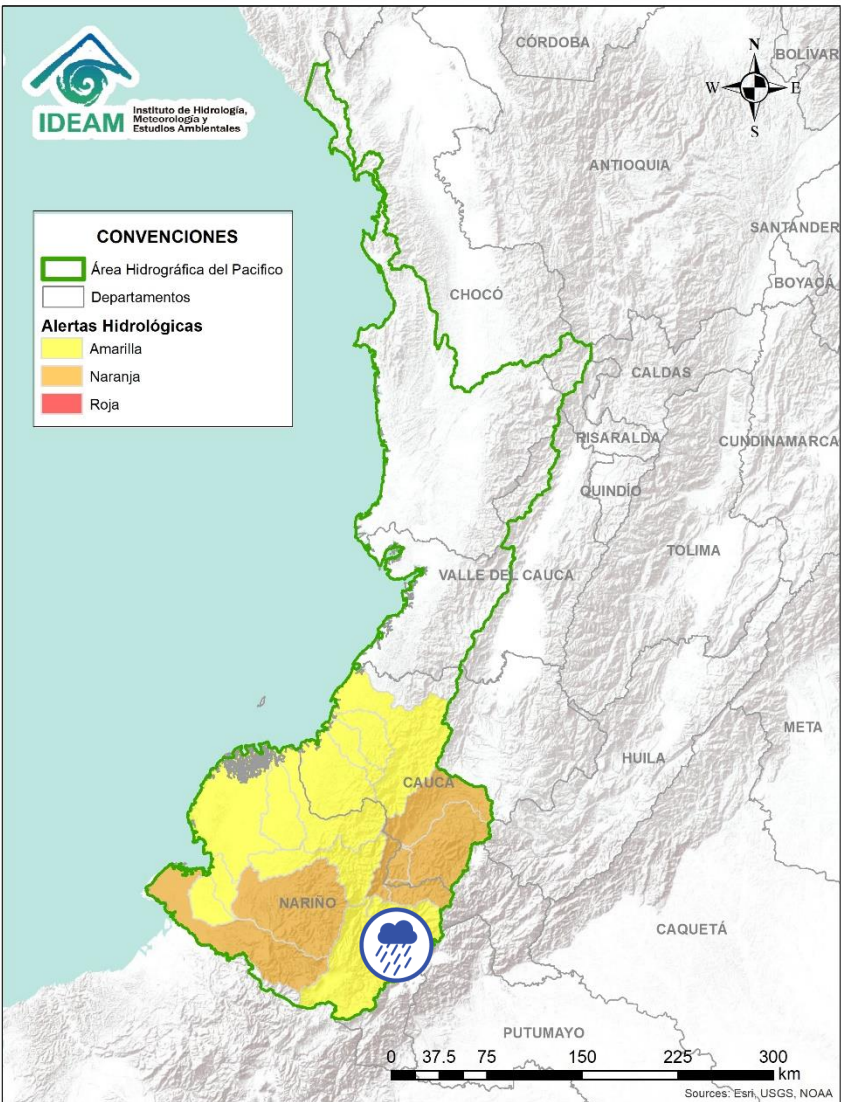 IDEAM
Instituto de Hidrología,
Meteorología y
Estudios Ambientales
N
W
E
S
CONVENCIONES
Área Hidrográfica del Pacifico
Departamentos
Alertas Hidrológicas
Amarilla
Naranja
Roja
CÓRDOBA
BOLÍVAR
ANTIOQUIA
SANTANDER
BOYACÁ
CHOCÓ
CALDAS
RISARALDA
CUNDINAMARCA
QUINDÍO
TOLIMA
VALLE DEL CAUCA
META
HUILA
CAUCA
NARIÑO
CAQUETÁ
PUTUMAYO
0 37.5 75 150 225 300
km
Sources: Esri, USGS, NOAA